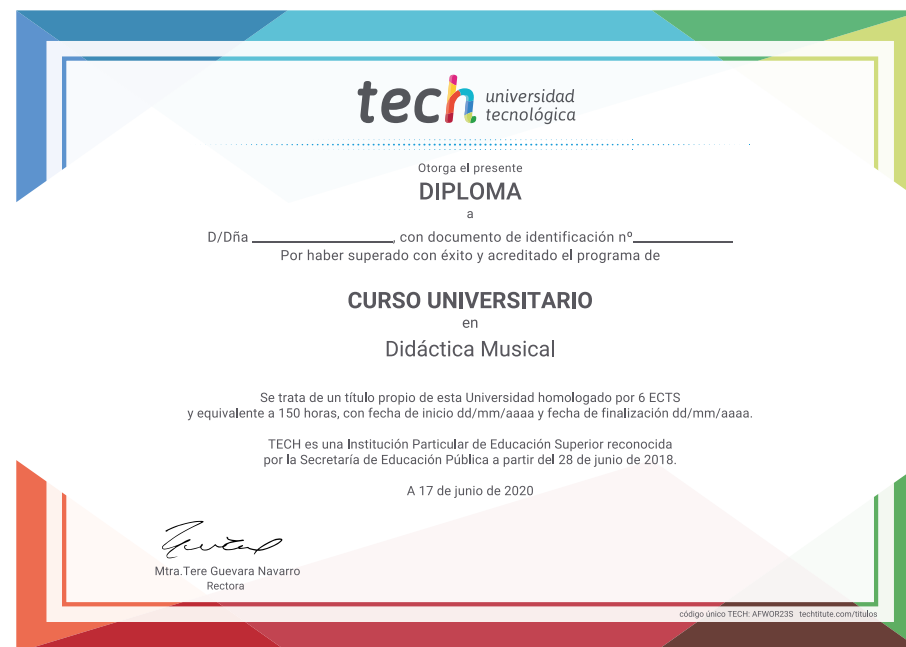 tech universidad
tecnológica
Otorga el presente
DIPLOMA
a
D/Dña ____________________, con documento de identificación nº______________
Por haber superado con éxito y acreditado el programa de
CURSO UNIVERSITARIO
en
Didáctica Musical
Se trata de un título propio de esta Universidad homologado por 6 ECTS
y equivalente a 150 horas, con fecha de inicio dd/mm/aaaa y fecha de finalización dd/mm/aaaa.
TECH es una Institución Particular de Educación Superior reconocida
por la Secretaría de Educación Pública a partir del 28 de junio de 2018.
A 17 de junio de 2020
Mtra.Tere Guevara Navarro
Rectora
código único TECH: AFWOR23S techtitute.com/titulos